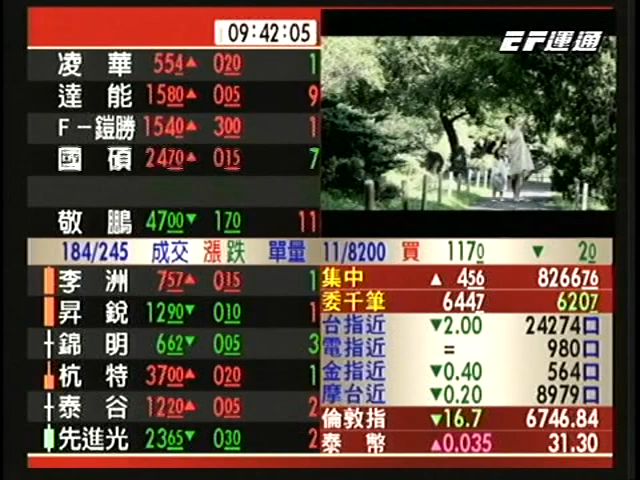 09:42:05
EF運通
凌華 554▲ 020 1
達能 1580▲ 005 9
F－鎧勝 1540▲ 300 1
國碩 2470▲ 015 7
敬鵬 4700▼ 170 11
184/245 成交 漲跌 單量 11/8200 買 1170 ▼ 20
李洲 757▲ 015 1
昇銳 1290▼ 010 1
錦明 662▼ 005 3
杭特 3700▲ 020 1
泰谷 1220▲ 005 2
先進光 2365▼ 030 2
集中 ▲ 456 826676
委千筆 6447 6207
台指近 ▼2.00 24274口
電指近 = 980口
金指近 ▼0.40 564口
摩台近 ▼0.20 8979口
倫敦指 ▼16.7 6746.84
泰幣 ▲0.035 31.30